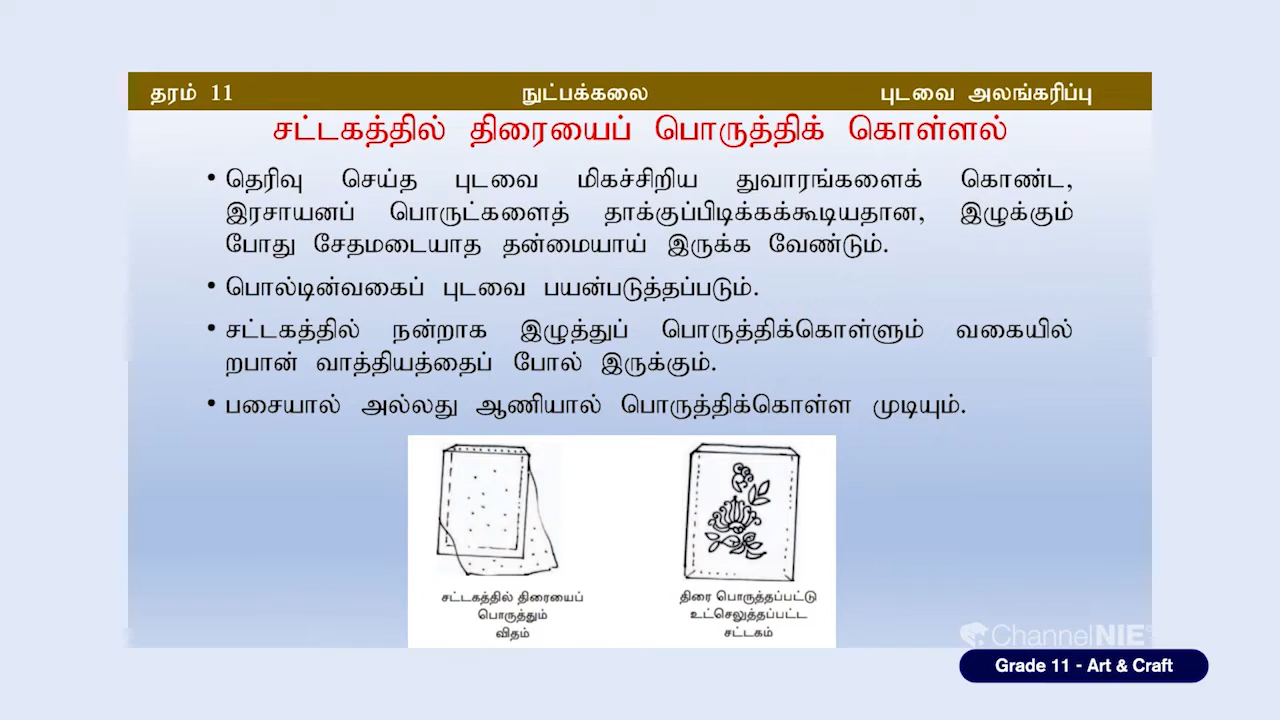 தரம் 11 நுட்பக்கலை புடவை அலங்கரிப்பு
சட்டகத்தில் திரையைப் பொருத்திக் கொள்ளல்
• தெரிவு செய்த புடவை மிகச்சிறிய துவாரங்களைக் கொண்ட,
இரசாயனப் பொருட்களைத் தாக்குப்பிடிக்கக்கூடியதான, இழுக்கும்
போது சேதமடையாத தன்மையாய் இருக்க வேண்டும்.
• பொல்டின்வகைப் புடவை பயன்படுத்தப்படும்.
• சட்டகத்தில் நன்றாக இழுத்துப் பொருத்திக்கொள்ளும் வகையில்
றபான் வாத்தியத்தைப் போல் இருக்கும்.
• பசையால் அல்லது ஆணியால் பொருத்திக்கொள்ள முடியும்.
சட்டகத்தில் திரையைப்
பொருத்தும்
விதம்
திரை பொருத்தப்பட்டு
உட்செலுத்தப்பட்ட
சட்டகம்
ChannelNIE
Grade 11 - Art & Craft